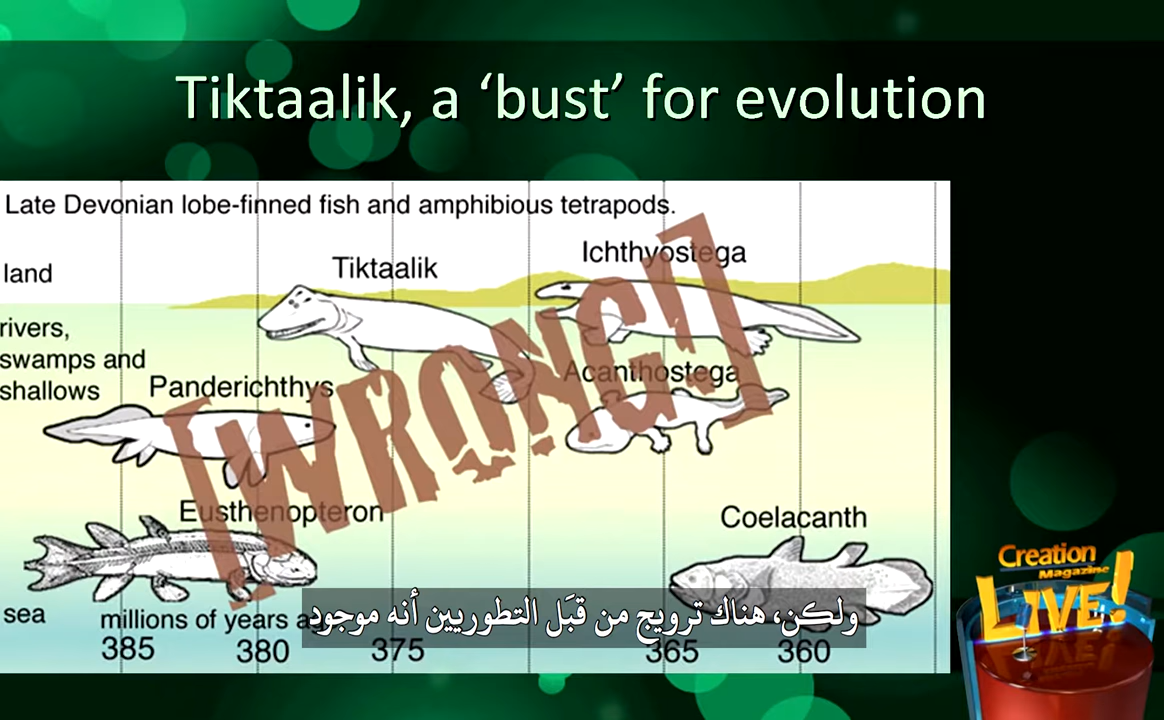 Tiktaalik, a ‘bust’ for evolution
Late Devonian lobe-finned fish and amphibious tetrapods.
Ichthyostega
land
Tiktaalik
rivers,
swamps and
shallows
Panderichthys
Acanthostega
[WRONG!]
Eusthenopteron
Coelacanth
sea
millions of years
385 380 375 365 360
ولكن، هناك ترويج من قبَل التطوريين أنه موجود
Creation
Magazine
LIVE!